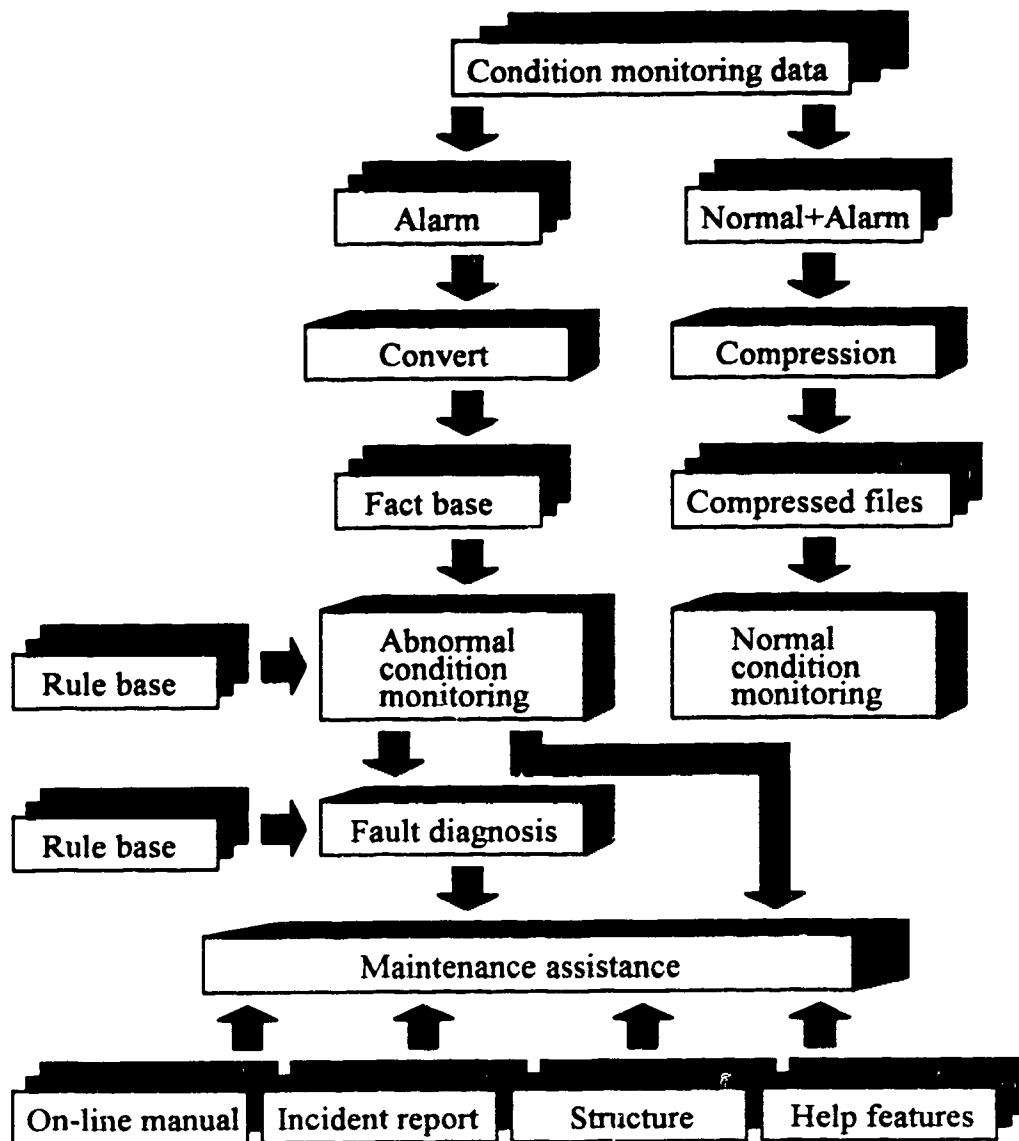 Condition monitoring data
Alarm
Normal+Alarm
Convert
Compression
Fact base
Compressed files
Rule base
Abnormal
condition
monitoring
Normal
condition
monitoring
Rule base
Fault diagnosis
Maintenance assistance
On-line manual
Incident report
Structure
Help features